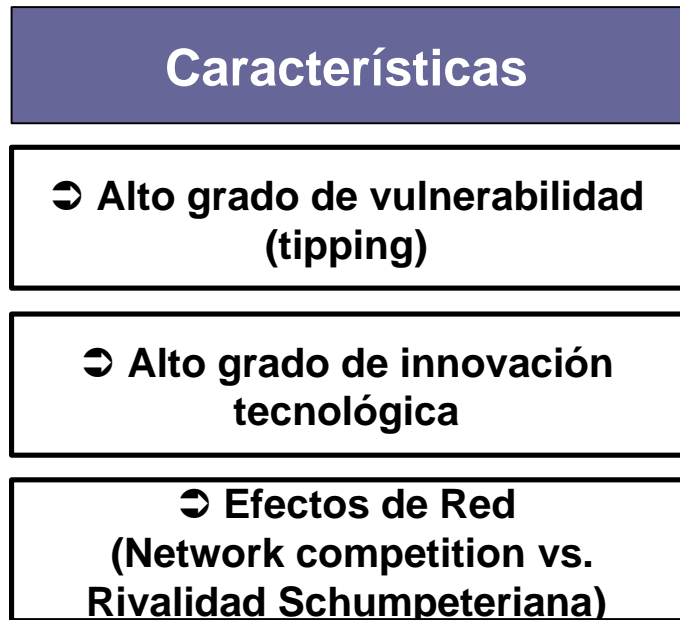 Características
➲ Alto grado de vulnerabilidad
(tipping)
➲ Alto grado de innovación
tecnológica
➲ Efectos de Red
(Network competition vs.
Rivalidad Schumpeteriana)